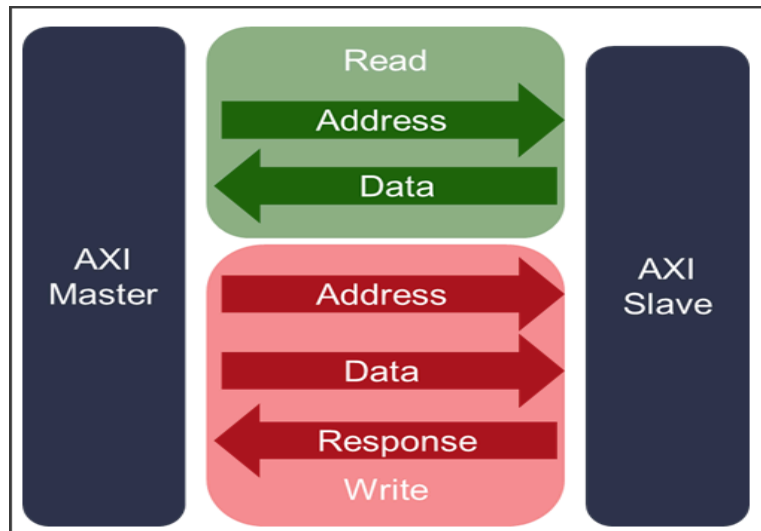 AXI
Master
Read
Address
Data
Address
Data
Response
Write
AXI
Slave